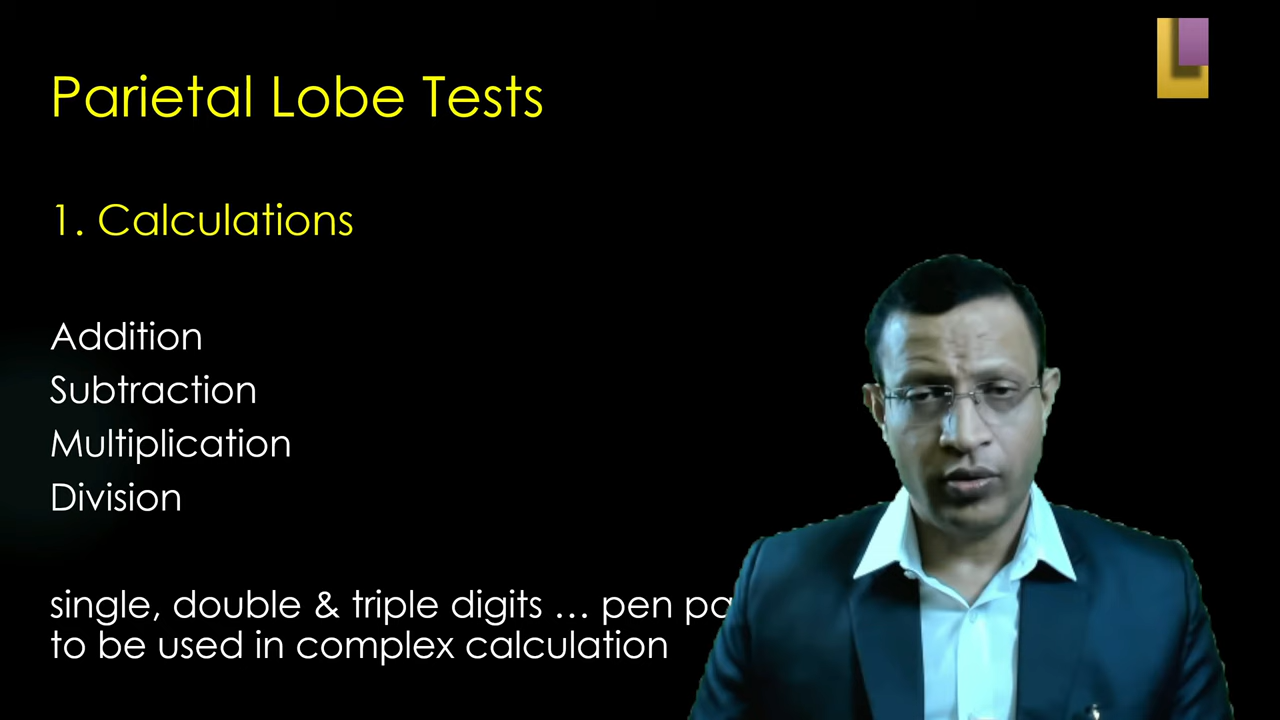 Parietal Lobe Tests
1. Calculations
Addition
Subtraction
Multiplication
Division
single, double & triple digits … pen
to be used in complex calculation